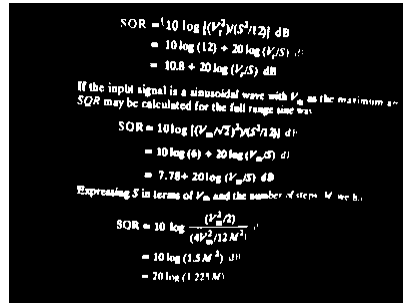 SQR = 10 log [(V_r^2)/(S^2/12)] dB
= 10 log (12) + 20 log (V_r/S) d
= 10.8 + 20 log (V_r/S) dB
If the input signal is a sinusoidal wave with V_m as the maximum
SQR may be calculated for the full range sine
SQR = 10 log [(V_m/√2)^2/(S^2/12)] d
= 10 log (6) + 20 log (V_m/S) d
= 7.78 + 20 log (V_m/S) dB
Expressing S in terms of V_m and the number of steps, M, we
SQR = 10 log (V_m^2/2)/(4V_m^2/12 M^2)
= 10 log (1.5 M^2) dB
= 20 log (1.225 M)